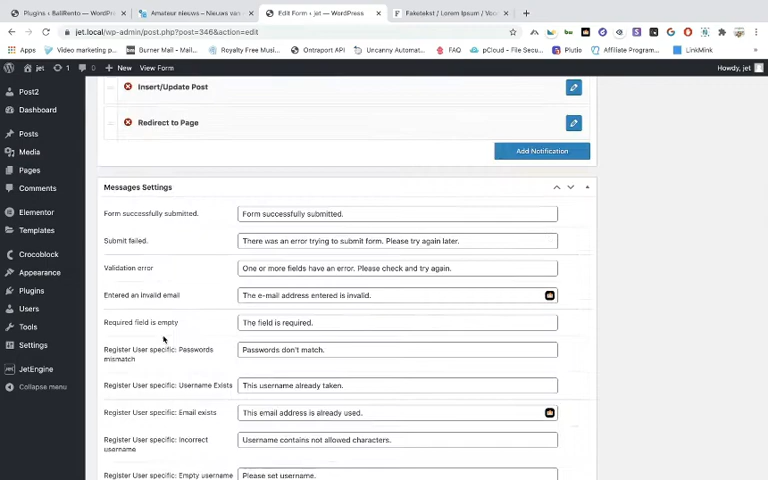 Plugins ‹ BallRento — WordPre
Amateur nieuws – Nieuws van
Edit Form ‹ jet — WordPress
Faketekst / Lorem Ipsum / Voor
jet.local/wp-admin/post.php?post=346&action=edit
Apps
Video marketing p...
Burner Mail - Mail...
Royalty Free Musi...
Ontraport API
Uncanny Automat...
FAQ
pCloud - File Secu...
Plutio
Affiliate Program...
LinkMink
jet
1
0
New
View Form
Howdy, jet
Post2
Dashboard
Posts
Media
Pages
Comments
Elementor
Templates
Crocoblock
Appearance
Plugins
Users
Tools
Settings
JetEngine
Collapse menu
Insert/Update Post
Redirect to Page
Add Notification
Messages Settings
Form successfully submitted.
Form successfully submitted.
Submit failed.
There was an error trying to submit form. Please try again later.
Validation error
One or more fields have an error. Please check and try again.
Entered an invalid email
The e-mail address entered is invalid.
Required field is empty
The field is required.
Register User specific: Passwords
mismatch
Passwords don't match.
Register User specific: Username Exists
This username already taken.
Register User specific: Email exists
This email address is already used.
Register User specific: Incorrect
username
Username contains not allowed characters.
Register User specific: Empty username
Please set username.